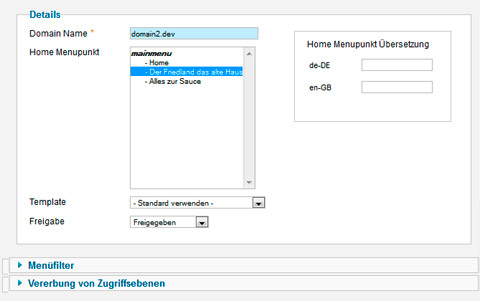 Details
Domain Name *
domain2.dev
Home Menupunkt
mainmenu
- Home
- Der Friedland das alte Haus
- Alles zur Sauce
Home Menupunkt Übersetzung
de-DE
en-GB
Template
- Standard verwenden -
Freigabe
Freigegeben
Menüfilter
Vererbung von Zugriffsebenen